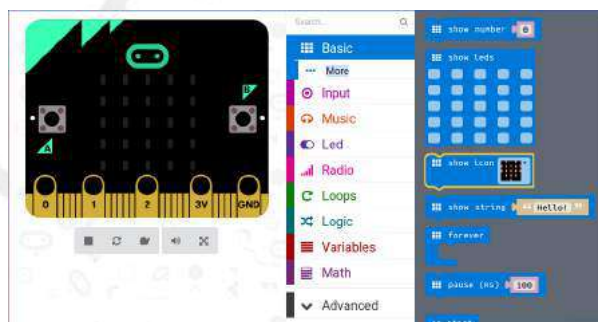 B
A
0 1 2 3V GND
Search...
Basic
More
Input
Music
Led
Radio
Loops
Logic
Variables
Math
Advanced
show number 0
show leds
show icon
show string " Hello! "
forever
pause (ms) 100